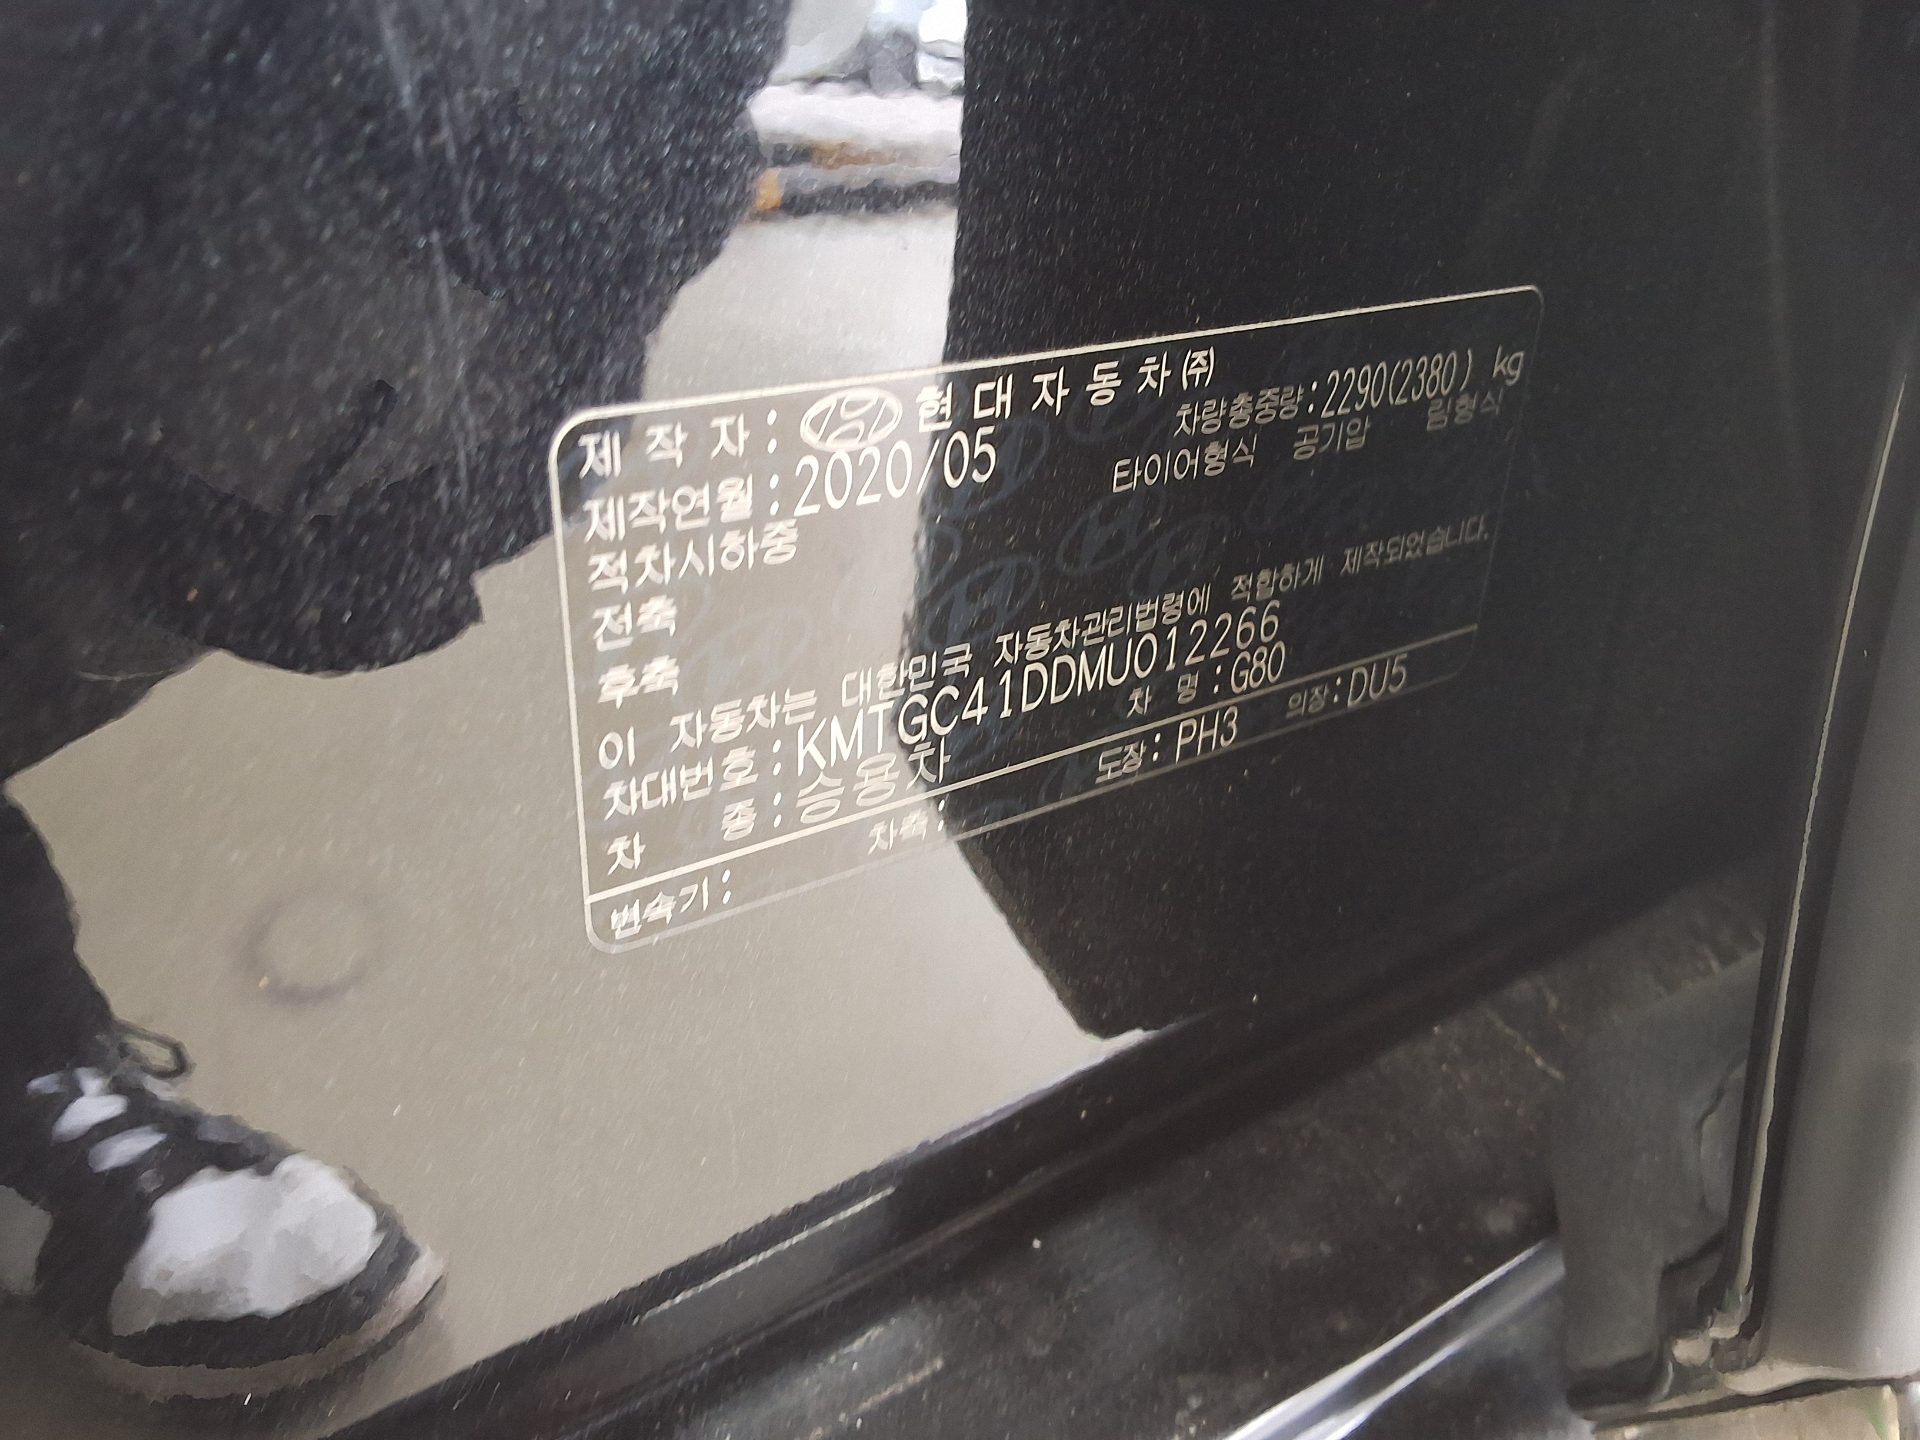 제 작 자 : 현 대 자 동 차 (주)
제작연월 : 2020/05 차량총중량 : 2290(2380) kg
적차시하중 타이어형식 공기압 림형식
전축
후축
이 자동차는 대한민국 자동차관리법령에 적합하게 제작되었습니다.
차대번호 : KMTGC41DDMU012266
차 종 : 승용차 차 명 : G80
변속기 : 차축 : 도장 : PH3 의장 : DU5